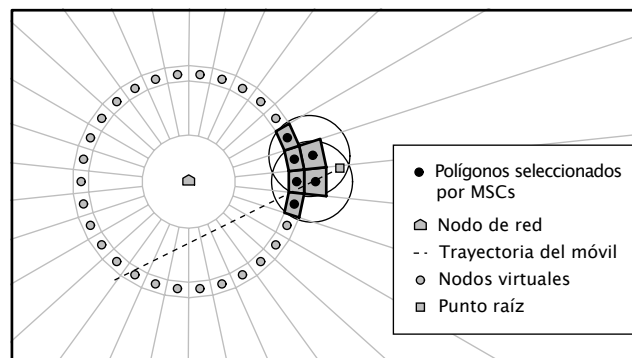 Polígonos seleccionados
por MSCs
Nodo de red
Trayectoria del móvil
Nodos virtuales
Punto raíz